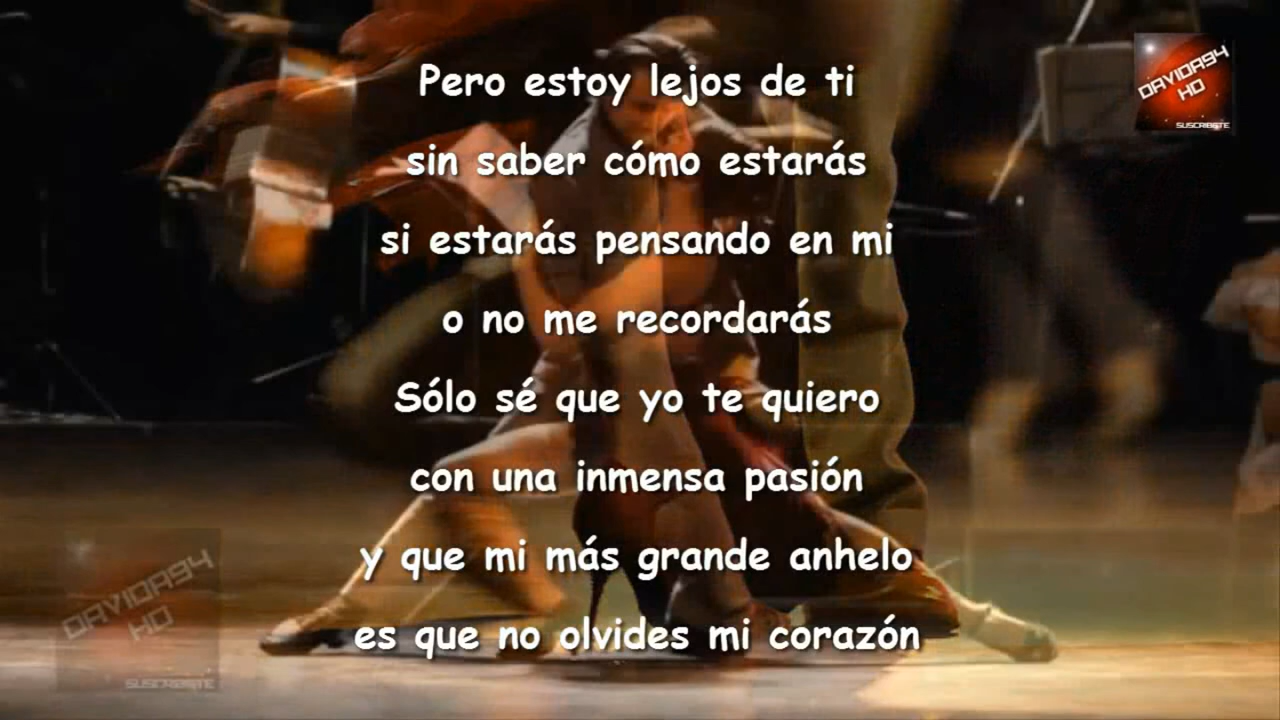 Pero estoy lejos de ti
sin saber cómo estarás
si estarás pensando en mi
o no me recordarás
Sólo sé que yo te quiero
con una inmensa pasión
y que mi más grande anhelo
es que no olvides mi corazón
DAVIDA94
HD
SUSCRIBETE
DAVIDA94
HD
SUSCRIBETE